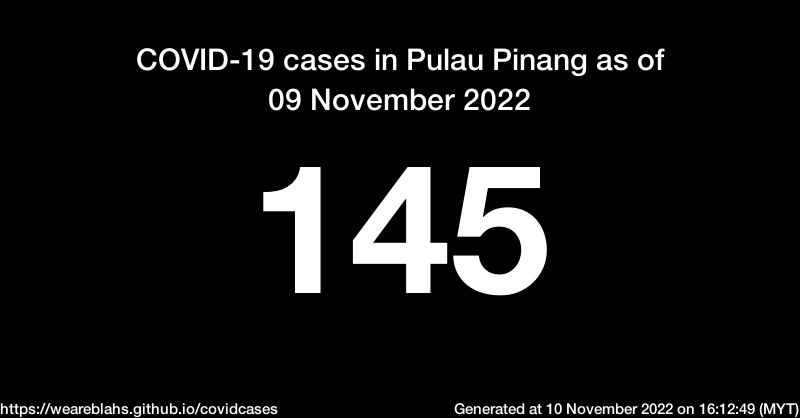 COVID-19 cases in Pulau Pinang as of
09 November 2022
145
https://weareblahs.github.io/covidcases
Generated at 10 November 2022 on 16:12:49 (MYT)